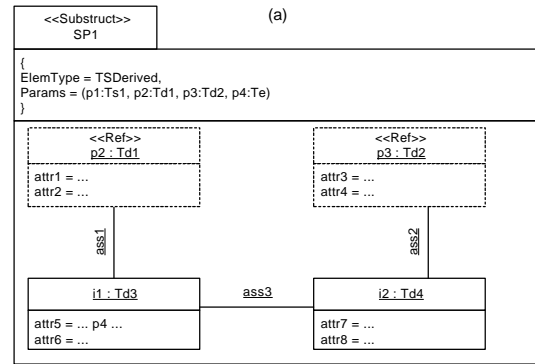 (a)
<<Substruct>>
SP1
{
ElemType = TSDerived,
Params = (p1:Ts1, p2:Td1, p3:Td2, p4:Te)
}
<<Ref>>
p2 : Td1
attr1 = ...
attr2 = ...
<<Ref>>
p3 : Td2
attr3 = ...
attr4 = ...
ass1
ass2
i1 : Td3
attr5 = ... p4 ...
attr6 = ...
ass3
i2 : Td4
attr7 = ...
attr8 = ...